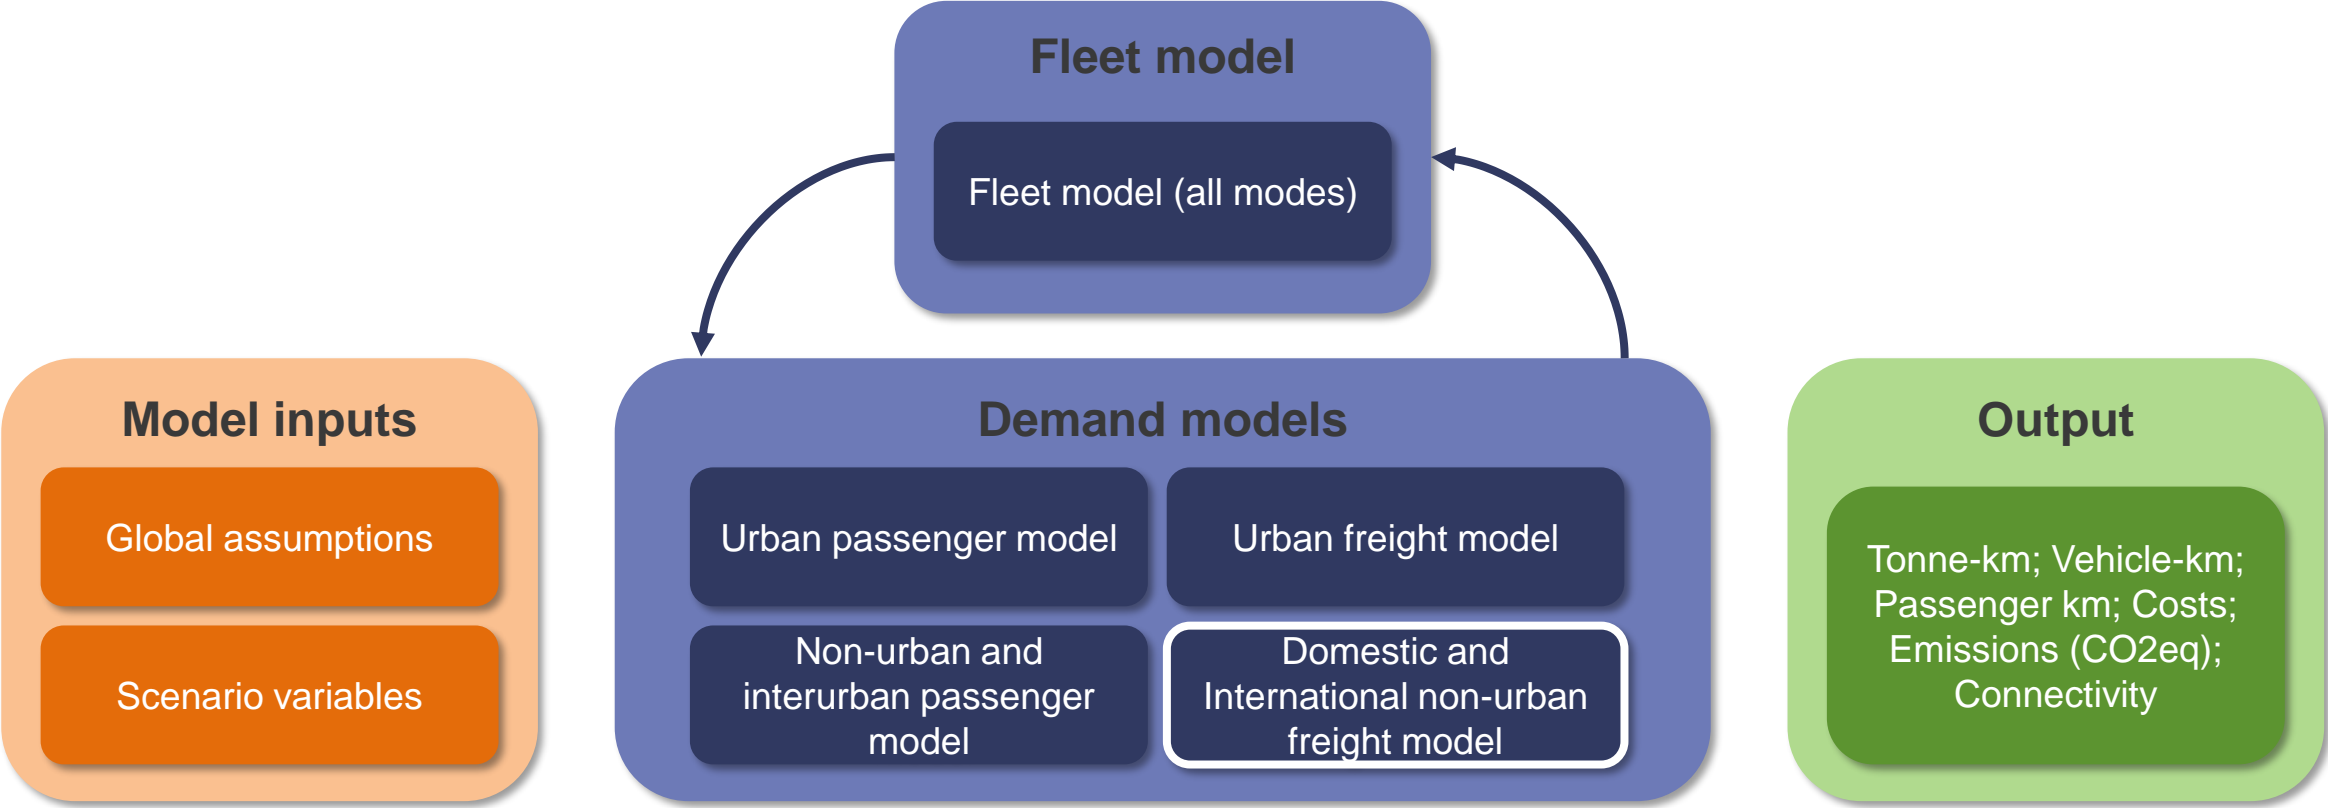 Fleet model
Fleet model (all modes)
Model inputs
Global assumptions
Scenario variables
Demand models
Urban passenger model
Urban freight model
Non-urban and
interurban passenger
model
Domestic and
International non-urban
freight model
Output
Tonne-km; Vehicle-km;
Passenger km; Costs;
Emissions (CO2eq);
Connectivity